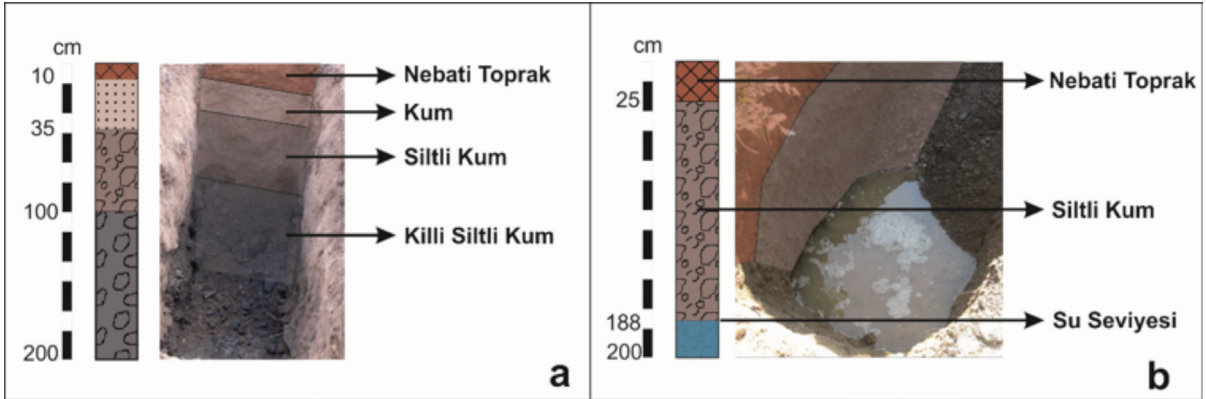 cm
10
35
100
200
Nebati Toprak
Kum
Siltli Kum
Killi Siltli Kum
a
cm
25
188
200
Nebati Toprak
Siltli Kum
Su Seviyesi
b